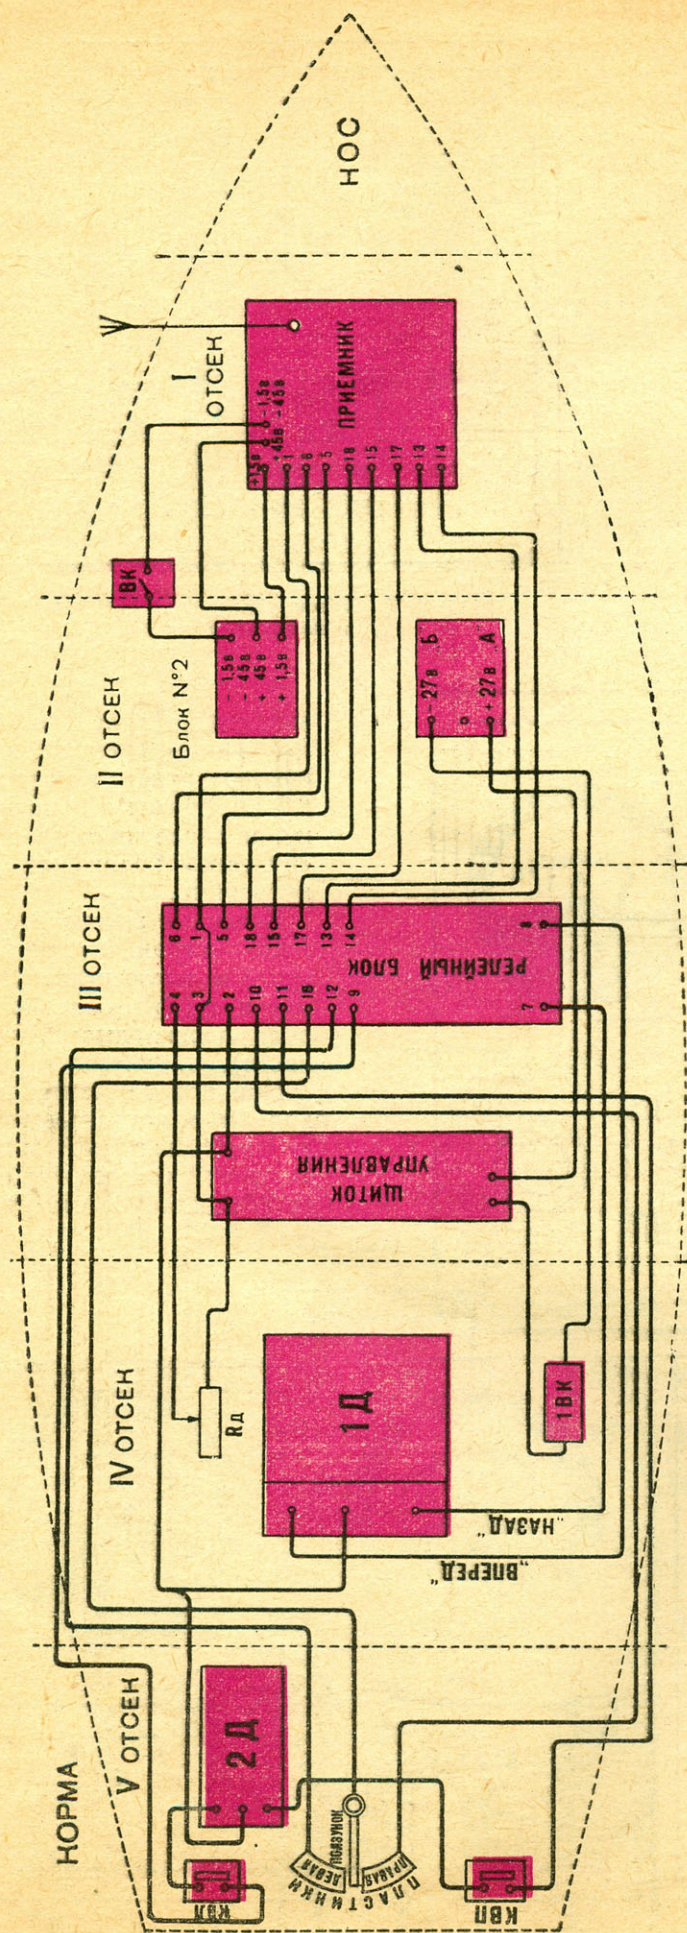 НОС
I
ОТСЕК
ПРИЕМНИК
+1,5в
-1,5в
+45в -45в
1
6
5
18
15
17
13
14
ВК
II ОТСЕК
Блок №2
- 1,5в
- 45в
+ 45в
+ 1,5в
- 27в Б
+ 27в А
III ОТСЕК
РЕЛЕЙНЫЙ БЛОК
6
1
5
18
15
17
13
14
8
4
3
2
10
11
16
12
9
7
ЩИТОК
УПРАВЛЕНИЯ
IV ОТСЕК
Rд
1Д
1ВК
„НАЗАД"
„ВПЕРЕД"
НОРМА
V ОТСЕК
2Д
КВЛ
ПЛАСТИНКИ
ЛЕВАЯ
ПОЛЗУНОК
ПРАВАЯ
КВП